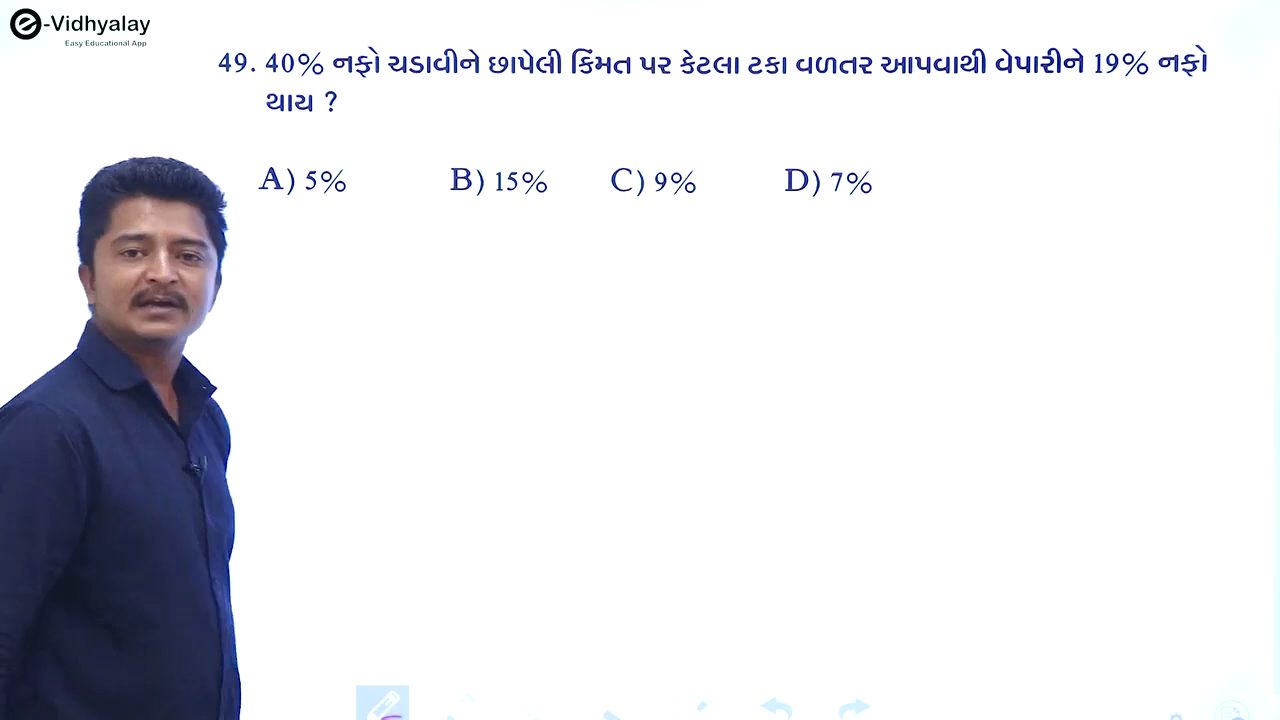 e-Vidhyalay
Easy Educational App
49. 40% નફો ચડાવીને છાપેલી કિંમત પર કેટલા ટકા વળતર આપવાથી વેપારીને 19% નફો
થાય ?
A) 5% B) 15% C) 9% D) 7%